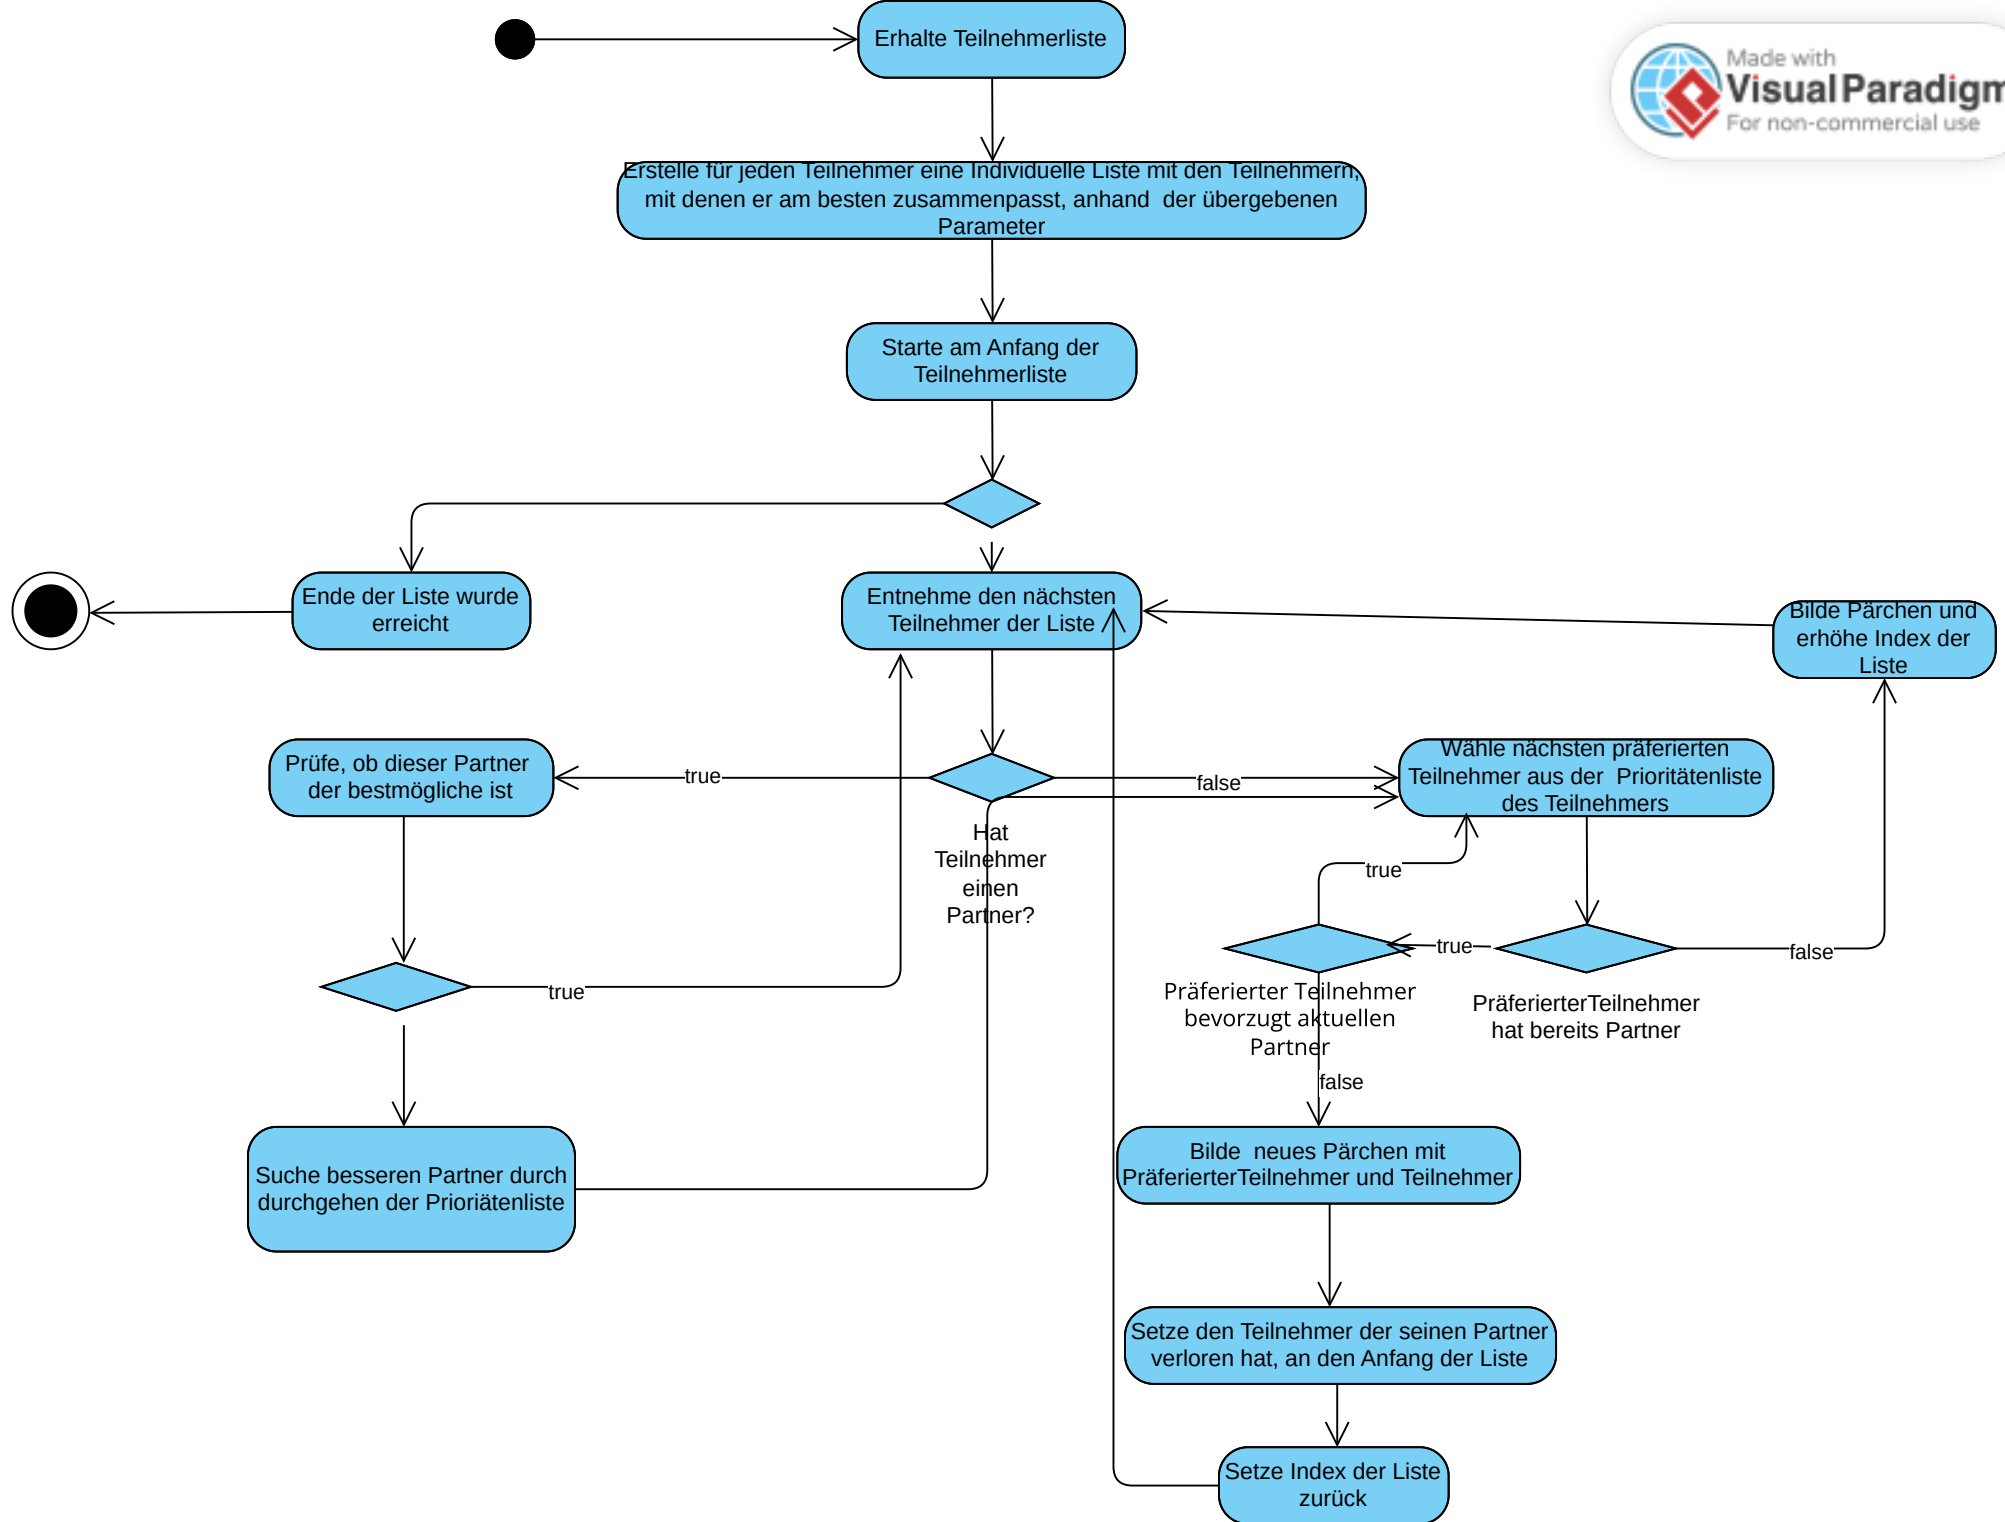 Erhalte Teilnehmerliste
Made with
Visual Paradigm
For non-commercial use
Erstelle für jeden Teilnehmer eine Individuelle Liste mit den Teilnehmern,
mit denen er am besten zusammenpasst, anhand  der übergebenen
Parameter
Starte am Anfang der
Teilnehmerliste
Ende der Liste wurde
erreicht
Entnehme den nächsten
Teilnehmer der Liste
Bilde Pärchen und
erhöhe Index der
Liste
Prüfe, ob dieser Partner
der bestmögliche ist
true
false
Wähle nächsten präferierten
Teilnehmer aus der  Prioritätenliste
des Teilnehmers
Hat
Teilnehmer
einen
Partner?
true
true
false
true
Präferierter Teilnehmer
bevorzugt aktuellen
Partner
PräferierterTeilnehmer
hat bereits Partner
false
Suche besseren Partner durch
durchgehen der Prioriätenliste
Bilde  neues Pärchen mit
PräferierterTeilnehmer und Teilnehmer
Setze den Teilnehmer der seinen Partner
verloren hat, an den Anfang der Liste
Setze Index der Liste
zurück